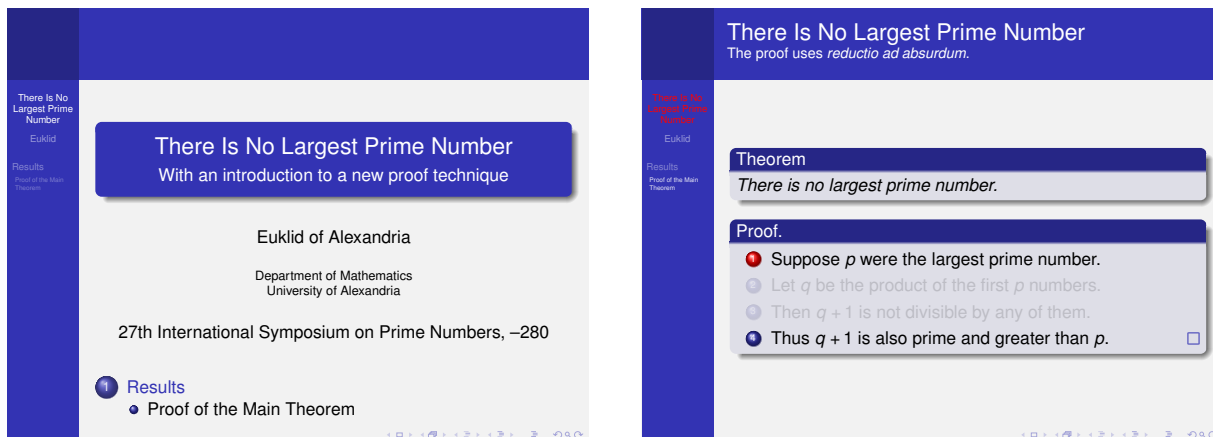 There Is No
Largest Prime
Number
Euklid
Results
Proof of the Main
Theorem
There Is No Largest Prime Number
With an introduction to a new proof technique
Euklid of Alexandria
Department of Mathematics
University of Alexandria
27th International Symposium on Prime Numbers, –280
1 Results
Proof of the Main Theorem
There Is No Largest Prime Number
The proof uses reductio ad absurdum.
There Is No
Largest Prime
Number
Euklid
Results
Proof of the Main
Theorem
Theorem
There is no largest prime number.
Proof.
1 Suppose p were the largest prime number.
2 Let q be the product of the first p numbers.
3 Then q + 1 is not divisible by any of them.
4 Thus q + 1 is also prime and greater than p.